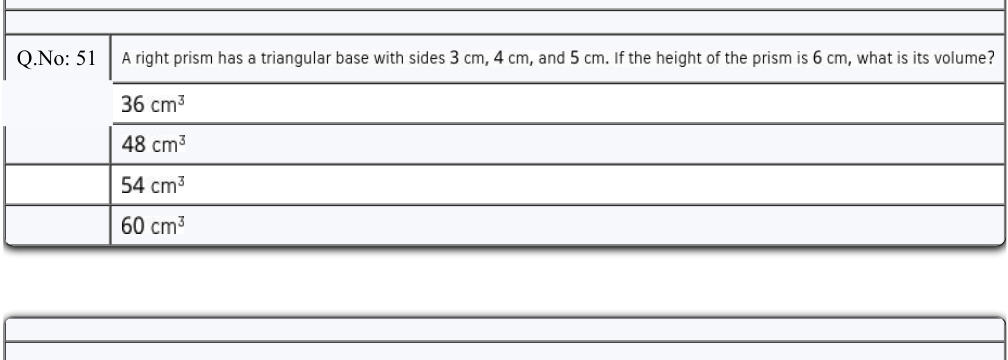 Q.No: 51
A right prism has a triangular base with sides 3 cm, 4 cm, and 5 cm. If the height of the prism is 6 cm, what is its volume?
36 cm³
48 cm³
54 cm³
60 cm³